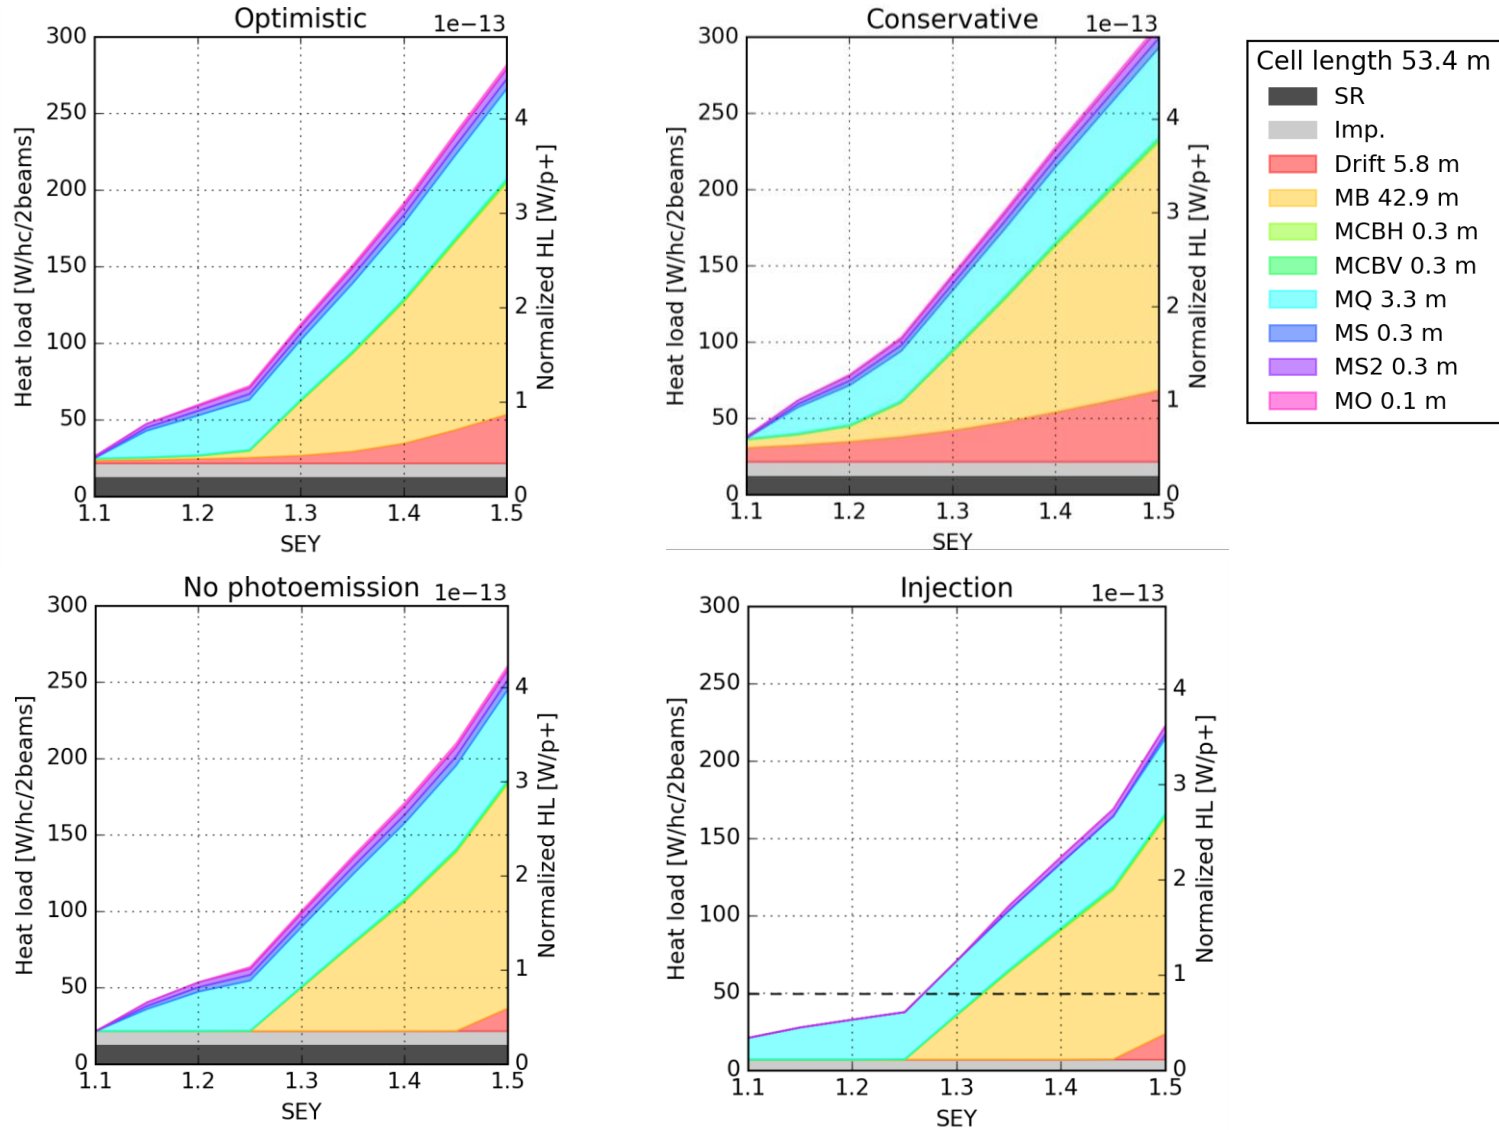 Optimistic
1e−13
300
250
200
150
100
50
0
Heat load [W/hc/2beams]
4
3
2
1
0
Normalized HL [W/p+]
1.1 1.2 1.3 1.4 1.5
SEY
Conservative
1e−13
300
250
200
150
100
50
0
Heat load [W/hc/2beams]
4
3
2
1
0
Normalized HL [W/p+]
1.1 1.2 1.3 1.4 1.5
SEY
Cell length 53.4 m
SR
Imp.
Drift 5.8 m
MB 42.9 m
MCBH 0.3 m
MCBV 0.3 m
MQ 3.3 m
MS 0.3 m
MS2 0.3 m
MO 0.1 m
No photoemission
1e−13
300
250
200
150
100
50
0
Heat load [W/hc/2beams]
4
3
2
1
0
Normalized HL [W/p+]
1.1 1.2 1.3 1.4 1.5
SEY
Injection
1e−13
300
250
200
150
100
50
0
Heat load [W/hc/2beams]
4
3
2
1
0
Normalized HL [W/p+]
1.1 1.2 1.3 1.4 1.5
SEY